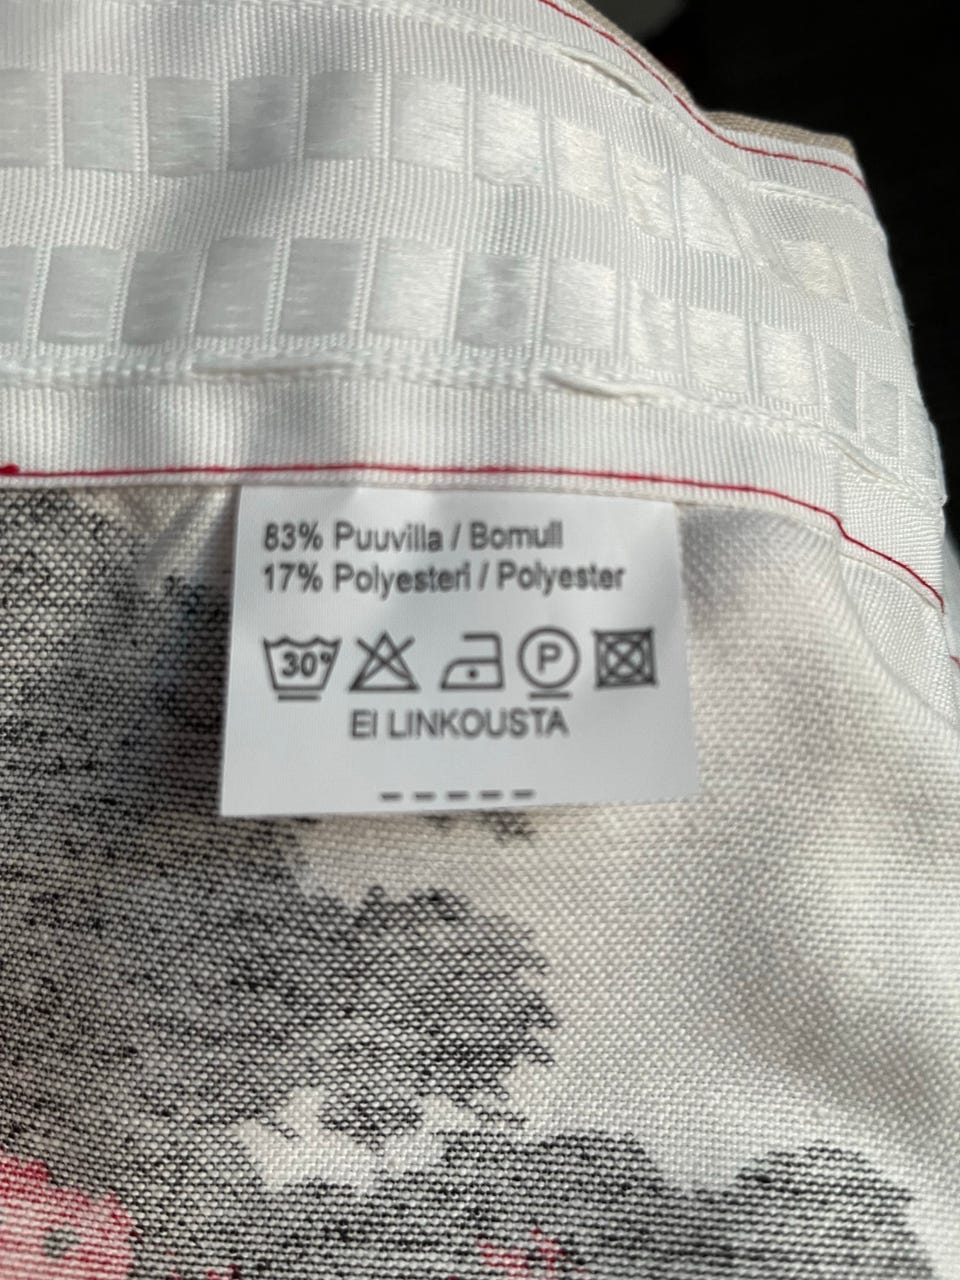 83% Puuvilla / Bomull
17% Polyesteri / Polyester
30° P
EI LINKOUSTA